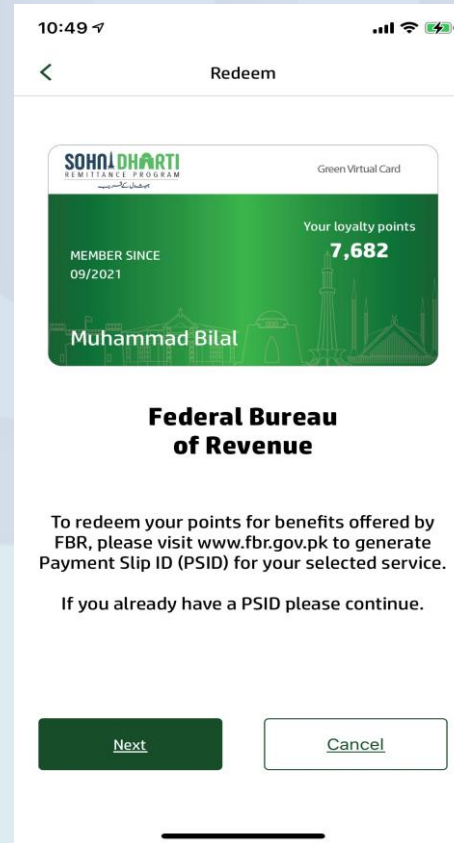 10:49
Redeem
SOHNI DHARTI
REMITTANCE PROGRAM
Green Virtual Card
Your loyalty points
7,682
MEMBER SINCE
09/2021
Muhammad Bilal
Federal Bureau
of Revenue
To redeem your points for benefits offered by
FBR, please visit www.fbr.gov.pk to generate
Payment Slip ID (PSID) for your selected service.
If you already have a PSID please continue.
Next
Cancel